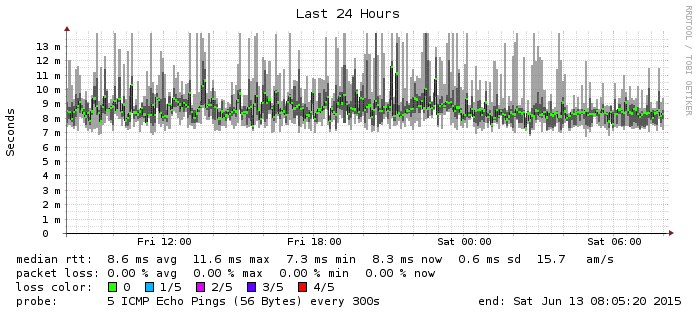 Last 24 Hours
RRDTOOL / TOBI OETIKER
Seconds
13 m
12 m
11 m
10 m
9 m
8 m
7 m
6 m
5 m
4 m
3 m
2 m
1 m
0
Fri 12:00 Fri 18:00 Sat 00:00 Sat 06:00
median rtt: 8.6 ms avg 11.6 ms max 7.3 ms min 8.3 ms now 0.6 ms sd 15.7 am/s
packet loss: 0.00 % avg 0.00 % max 0.00 % min 0.00 % now
loss color: 0 1/5 2/5 3/5 4/5
probe: 5 ICMP Echo Pings (56 Bytes) every 300s end: Sat Jun 13 08:05:20 2015